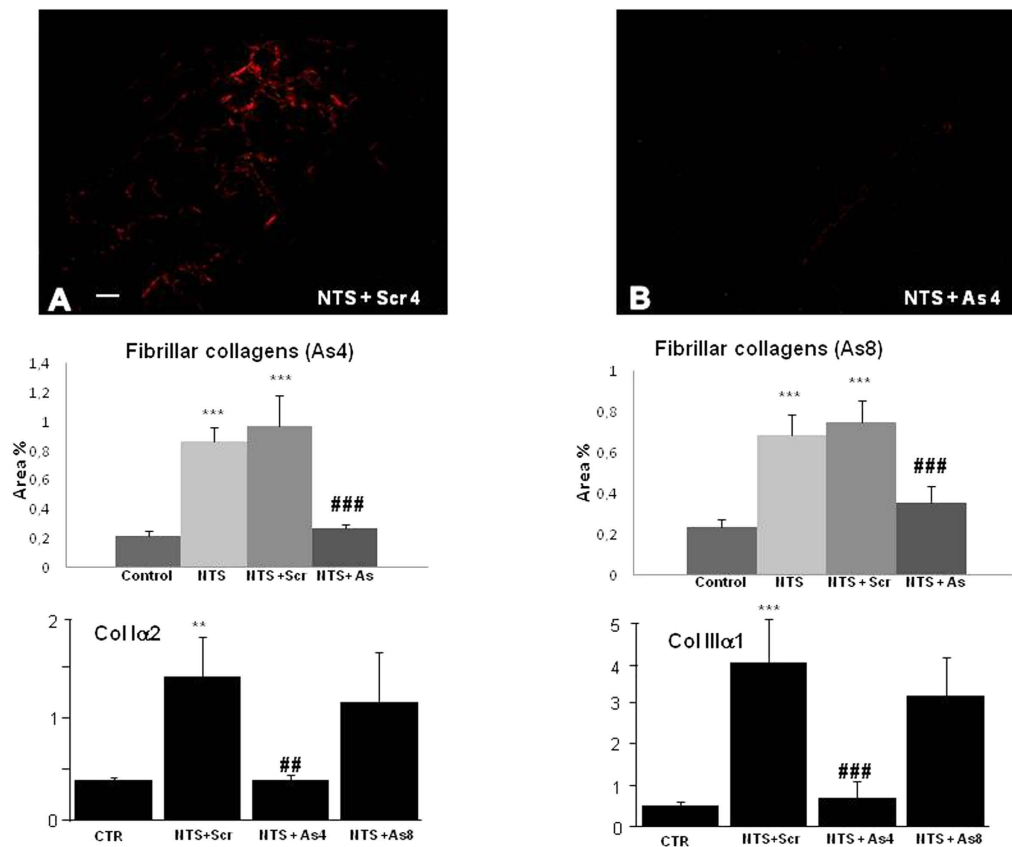 A
NTS + Scr 4
B
NTS + As 4
Fibrillar collagens (As4)
1,4
1,2
1
0,8
0,6
0,4
0,2
0
Area %
***
***
###
Control
NTS
NTS +Scr
NTS+ As
Fibrillar collagens (As8)
1
0,8
0,6
0,4
0,2
0
Area %
***
***
###
Control
NTS
NTS + Scr
NTS + As
2
1
0
Col Iα2
**
##
CTR
NTS+Scr
NTS + As4
NTS +As8
5
4
3
2
1
0
Col IIIα1
***
###
CTR
NTS+Scr
NTS + As4
NTS + As8